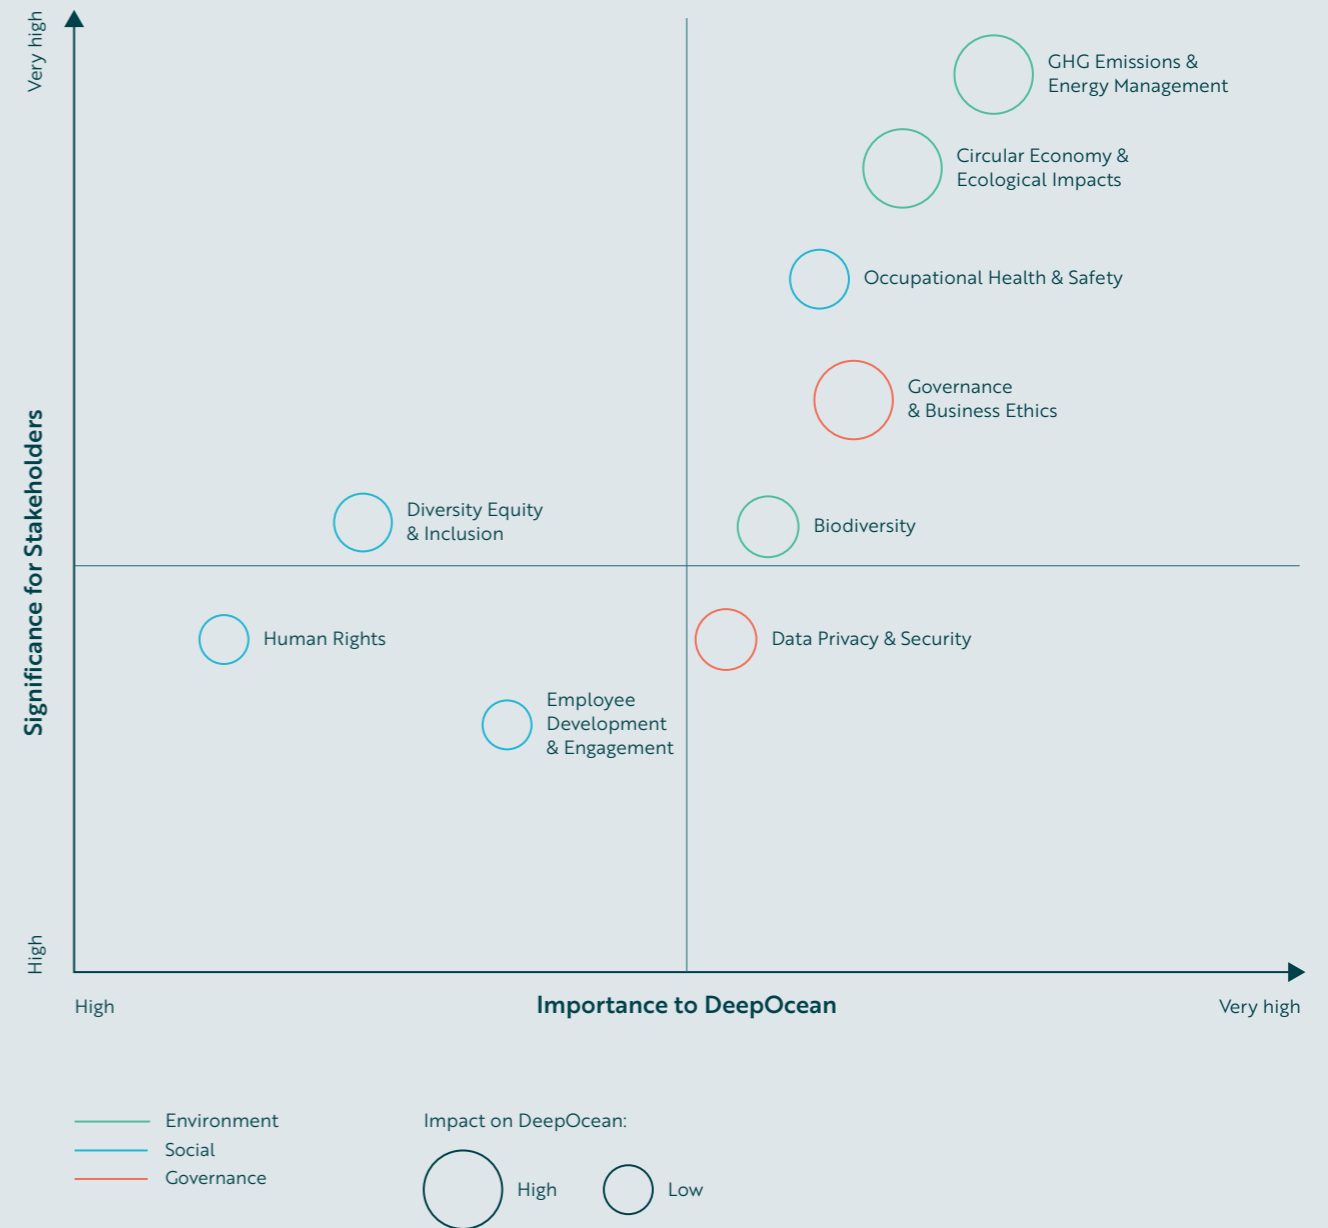 Very high
GHG Emissions &
Energy Management
Circular Economy &
Ecological Impacts
Occupational Health & Safety
Governance
& Business Ethics
Significance for Stakeholders
Diversity Equity
& Inclusion
Biodiversity
Human Rights
Data Privacy & Security
Employee
Development
& Engagement
High
High
Importance to DeepOcean
Very high
Environment
Social
Governance
Impact on DeepOcean:
High
Low